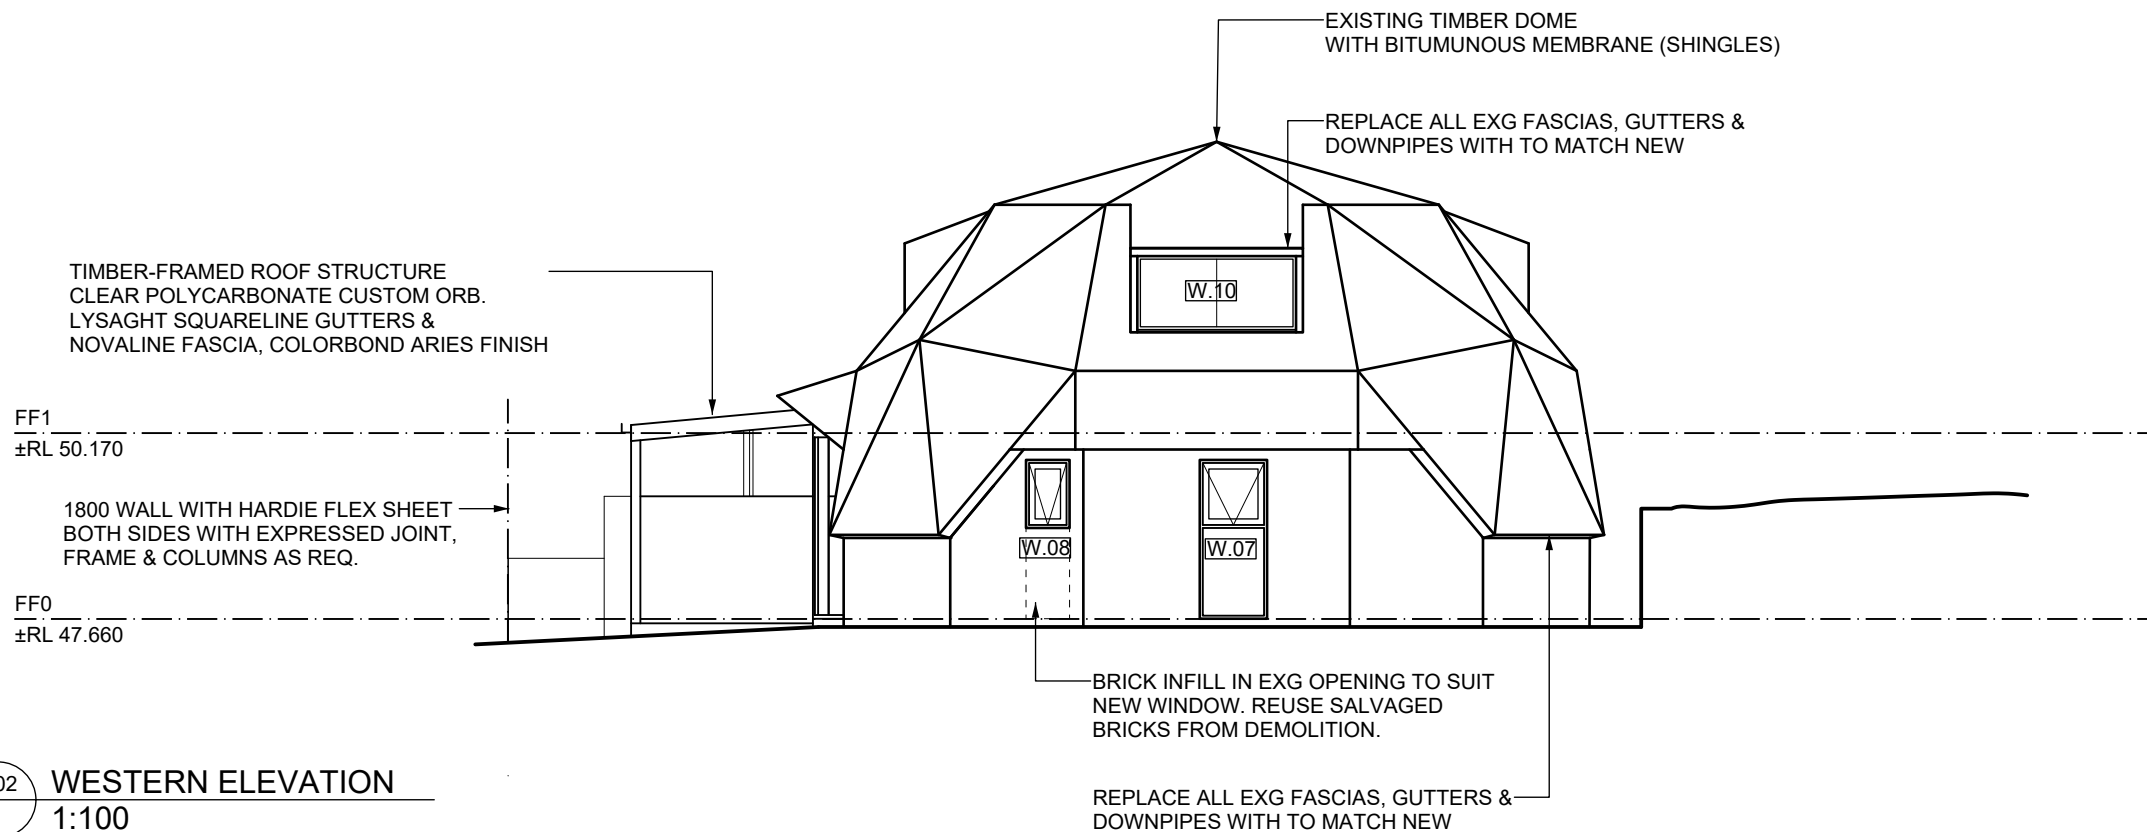 EXISTING TIMBER DOME
WITH BITUMUNOUS MEMBRANE (SHINGLES)
REPLACE ALL EXG FASCIAS, GUTTERS &
DOWNPIPES WITH TO MATCH NEW
TIMBER-FRAMED ROOF STRUCTURE
CLEAR POLYCARBONATE CUSTOM ORB.
LYSAGHT SQUARELINE GUTTERS &
NOVALINE FASCIA, COLORBOND ARIES FINISH
W.10
FF1
±RL 50.170
1800 WALL WITH HARDIE FLEX SHEET
BOTH SIDES WITH EXPRESSED JOINT,
FRAME & COLUMNS AS REQ.
W.08
W.07
FF0
±RL 47.660
BRICK INFILL IN EXG OPENING TO SUIT
NEW WINDOW. REUSE SALVAGED
BRICKS FROM DEMOLITION.
02
WESTERN ELEVATION
1:100
REPLACE ALL EXG FASCIAS, GUTTERS &
DOWNPIPES WITH TO MATCH NEW